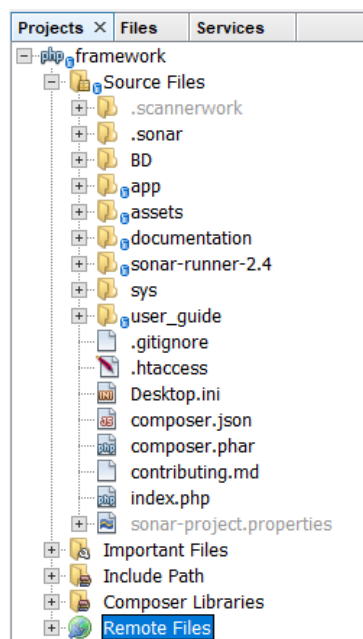 Projects × Files Services
php framework
Source Files
.scannerwork
.sonar
BD
app
assets
documentation
sonar-runner-2.4
sys
user_guide
.gitignore
.htaccess
Desktop.ini
composer.json
composer.phar
contributing.md
index.php
sonar-project.properties
Important Files
Include Path
Composer Libraries
Remote Files